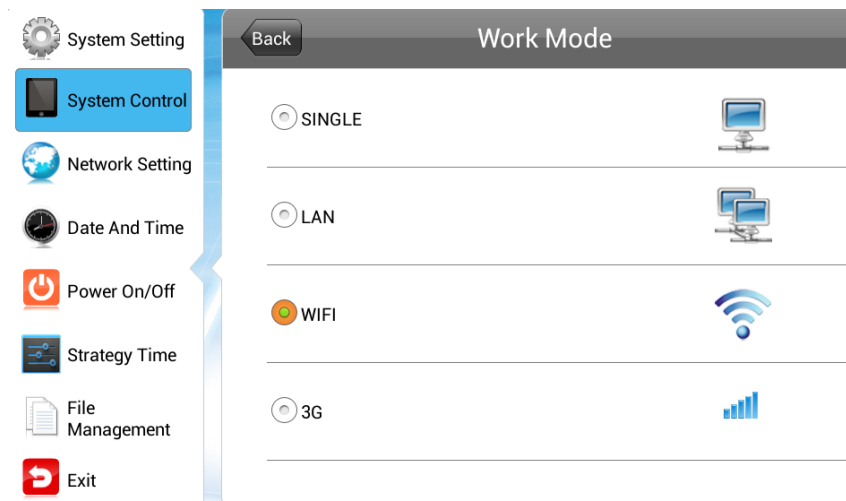 System Setting
System Control
Network Setting
Date And Time
Power On/Off
Strategy Time
File
Management
Exit
Back
Work Mode
SINGLE
LAN
WIFI
3G